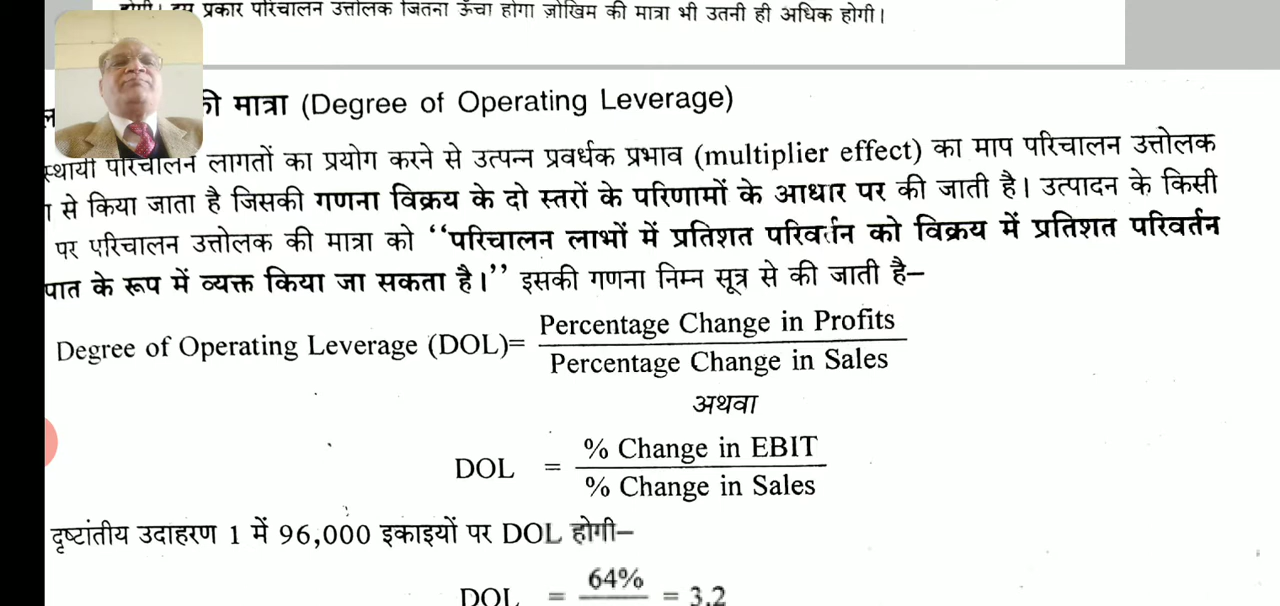 प्रकार परिचालन उत्तोलक जितना ऊँचा होगा ज़ोखिम की मात्रा भी उतनी ही अधिक होगी।
की मात्रा (Degree of Operating Leverage)
स्थायी परिचालन लागतों का प्रयोग करने से उत्पन्न प्रवर्धक प्रभाव (multiplier effect) का माप परिचालन उत्तोलक
से किया जाता है जिसकी गणना विक्रय के दो स्तरों के परिणामों के आधार पर की जाती है। उत्पादन के किसी
पर परिचालन उत्तोलक की मात्रा को ‘‘परिचालन लाभों में प्रतिशत परिवर्तन को विक्रय में प्रतिशत परिवर्तन
पात के रूप में व्यक्त किया जा सकता है।’’ इसकी गणना निम्न सूत्र से की जाती है–
Degree of Operating Leverage (DOL)= Percentage Change in Profits
Percentage Change in Sales
अथवा
DOL = % Change in EBIT
% Change in Sales
दृष्टांतीय उदाहरण 1 में 96,000 इकाइयों पर DOL होगी–
DOL = 64% = 3.2